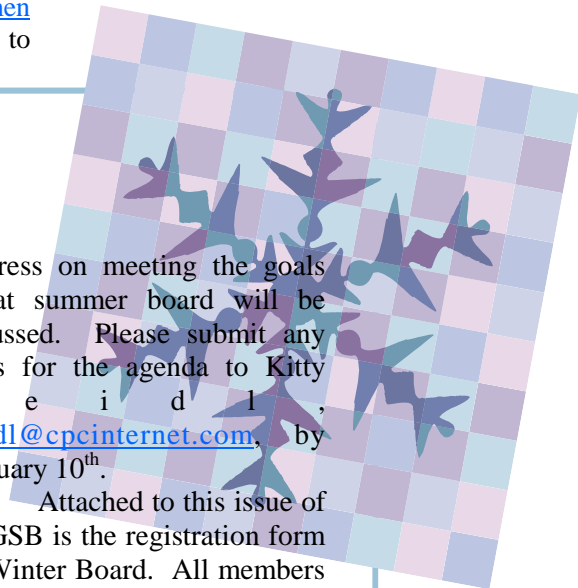 hen
to
ress on meeting the goals
at summer board will be
ussed. Please submit any
s for the agenda to Kitty
e i d l ,
dl@cpcinternet.com, by
uary 10th.
Attached to this issue of
GSB is the registration form
Winter Board. All members